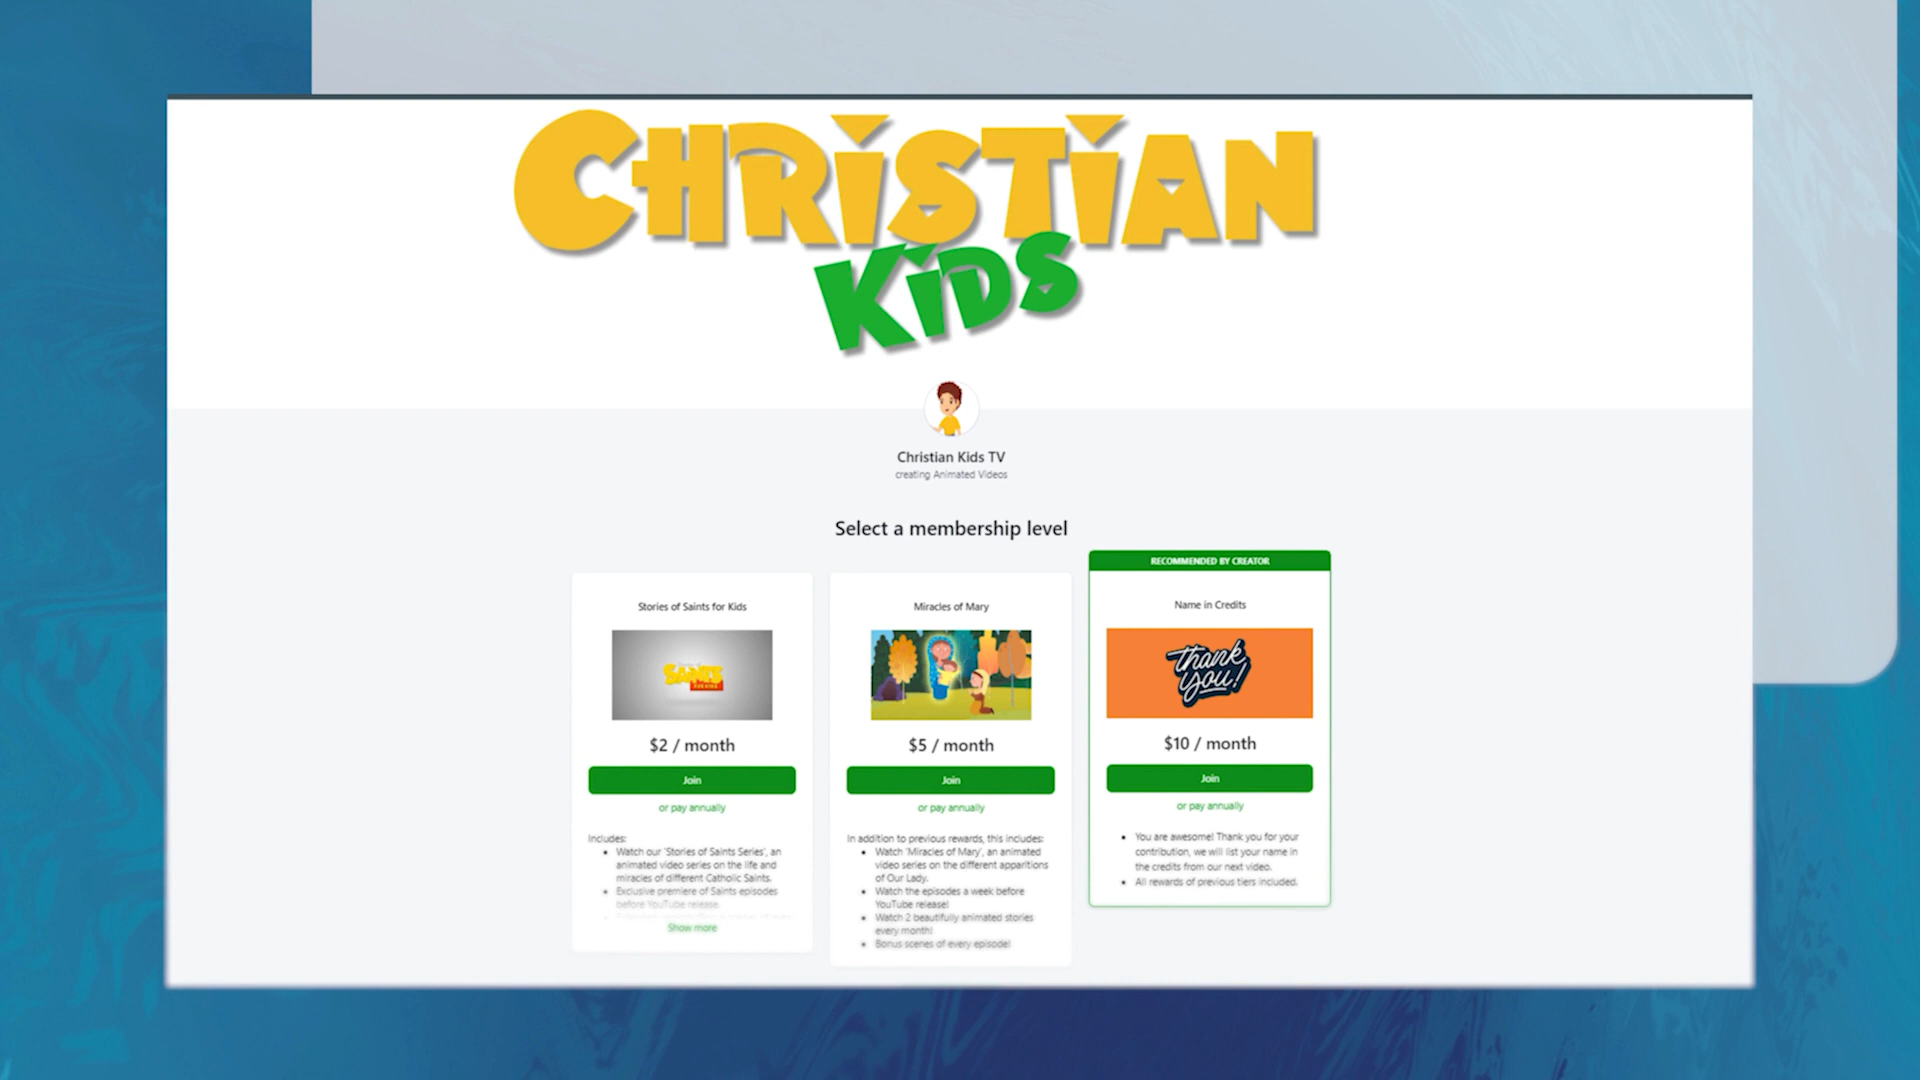 CHRiSTiAN
KiDS
Christian Kids TV
creating Animated Videos
Select a membership level
Stories of Saints for Kids
SAINTS
$2 / month
Join
or pay annually
Includes:
• Watch our 'Stories of Saints Series', an
animated video series on the life and
miracles of different Catholic Saints.
• Exclusive premiere of Saints episodes
before YouTube release.
Show more
Miracles of Mary
$5 / month
Join
or pay annually
In addition to previous rewards, this includes:
• Watch 'Miracles of Mary', an animated
video series on the different apparitions
of Our Lady.
• Watch the episodes a week before
YouTube release!
• Watch 2 beautifully animated stories
every month!
• Bonus scenes of every episode!
RECOMMENDED BY CREATOR
Name in Credits
thank
you!
$10 / month
Join
or pay annually
• You are awesome! Thank you for your
contribution, we will list your name in
the credits from our next video.
• All rewards of previous tiers included.